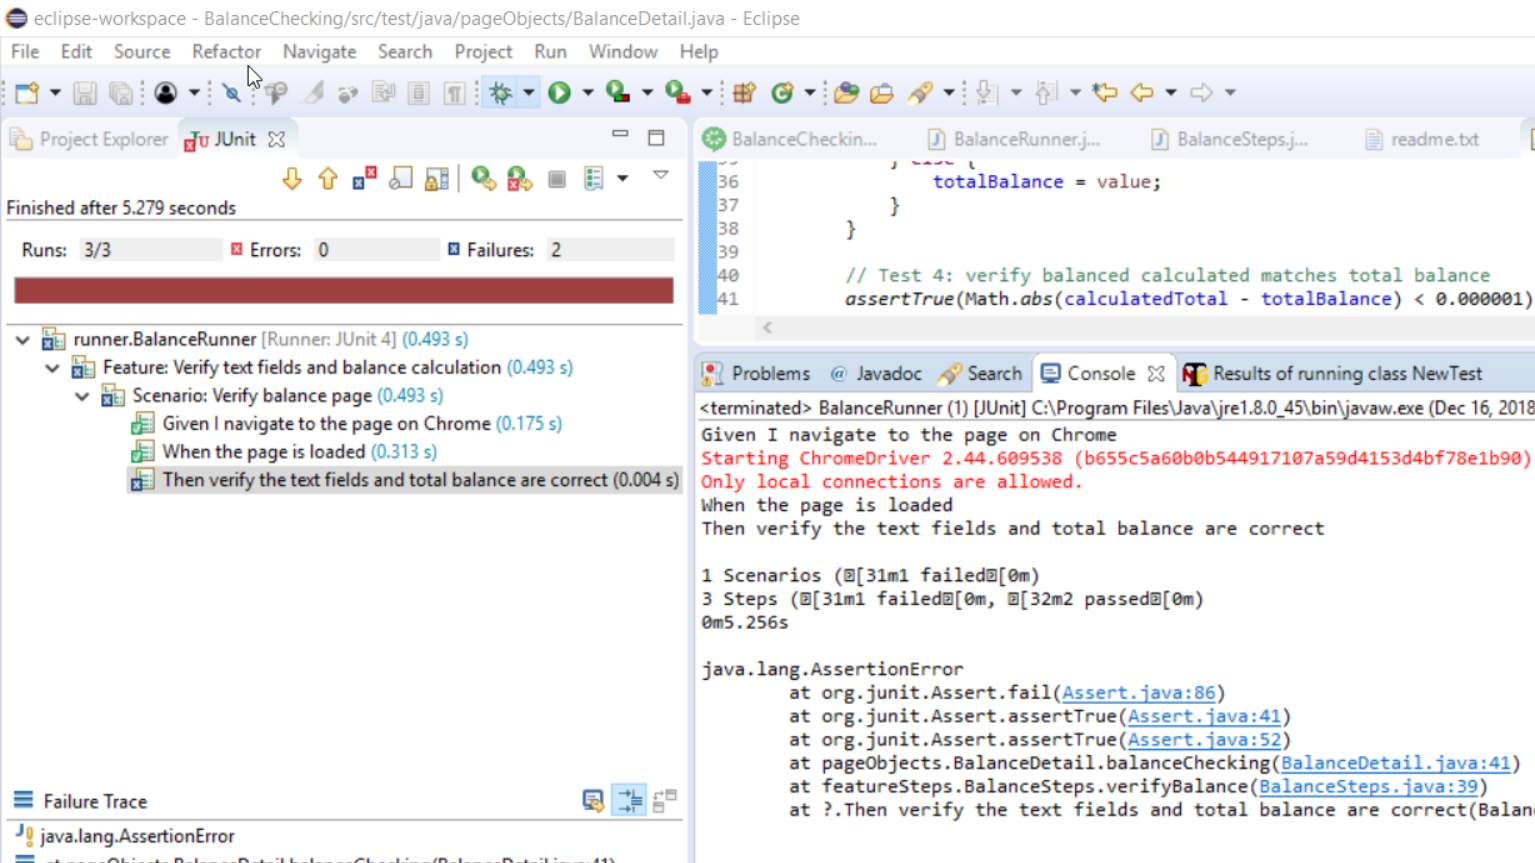 eclipse-workspace - BalanceChecking/src/test/java/pageObjects/BalanceDetail.java - Eclipse
File Edit Source Refactor Navigate Search Project Run Window Help
Project Explorer JUnit
Finished after 5.279 seconds
Runs: 3/3 Errors: 0 Failures: 2
runner.BalanceRunner [Runner: JUnit 4] (0.493 s)
Feature: Verify text fields and balance calculation (0.493 s)
Scenario: Verify balance page (0.493 s)
Given I navigate to the page on Chrome (0.175 s)
When the page is loaded (0.313 s)
Then verify the text fields and total balance are correct (0.004 s)
Failure Trace
java.lang.AssertionError
at pageObjects.BalanceDetail.balanceChecking(BalanceDetail.java:41)
BalanceCheckin... BalanceRunner.j... BalanceSteps.j... readme.txt
35 } else {
36 totalBalance = value;
37 }
38 }
39
40 // Test 4: verify balanced calculated matches total balance
41 assertTrue(Math.abs(calculatedTotal - totalBalance) < 0.000001)
Problems @ Javadoc Search Console Results of running class NewTest
<terminated> BalanceRunner (1) [JUnit] C:\Program Files\Java\jre1.8.0_45\bin\javaw.exe (Dec 16, 2018
Given I navigate to the page on Chrome
Starting ChromeDriver 2.44.609538 (b655c5a60b0b544917107a59d4153d4bf78e1b90)
Only local connections are allowed.
When the page is loaded
Then verify the text fields and total balance are correct
1 Scenarios (�[31m1 failed�[0m)
3 Steps (�[31m1 failed�[0m, �[32m2 passed�[0m)
0m5.256s
java.lang.AssertionError
at org.junit.Assert.fail(Assert.java:86)
at org.junit.Assert.assertTrue(Assert.java:41)
at org.junit.Assert.assertTrue(Assert.java:52)
at pageObjects.BalanceDetail.balanceChecking(BalanceDetail.java:41)
at featureSteps.BalanceSteps.verifyBalance(BalanceSteps.java:39)
at ?.Then verify the text fields and total balance are correct(Balan